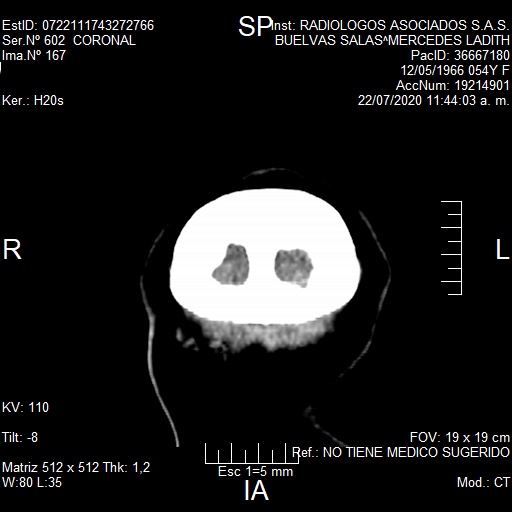 EstID: 0722111743272766
Ser.Nº 602 CORONAL
Ima.Nº 167
Ker.: H20s
SP
Inst: RADIOLOGOS ASOCIADOS S.A.S.
BUELVAS SALAS^MERCEDES LADITH
PacID: 36667180
12/05/1966 054Y F
AccNum: 19214901
22/07/2020 11:44:03 a. m.
R
L
KV: 110
Tilt: -8
Matriz 512 x 512 Thk: 1,2
W:80 L:35
Esc 1=5 mm
IA
FOV: 19 x 19 cm
Ref.: NO TIENE MEDICO SUGERIDO
Mod.: CT